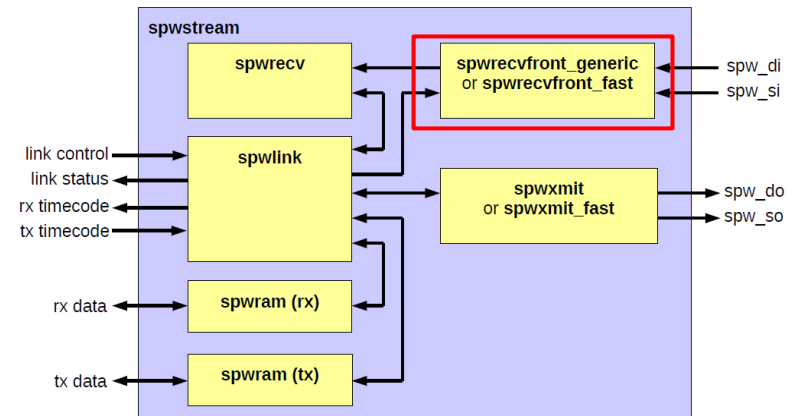 spwstream
spwrecv
spwrecvfront_generic
or spwrecvfront_fast
spw_di
spw_si
link control
link status
rx timecode
tx timecode
spwlink
spwxmit
or spwxmit_fast
spw_do
spw_so
rx data
spwram (rx)
tx data
spwram (tx)